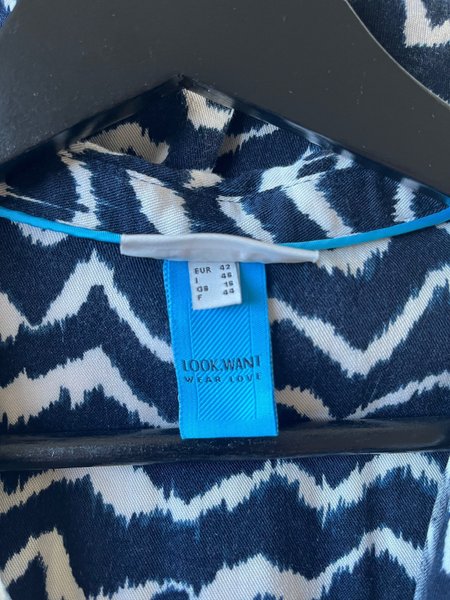 EUR 42
I 46
GB 16
F 44
LOOK.WANT
WEAR LOVE